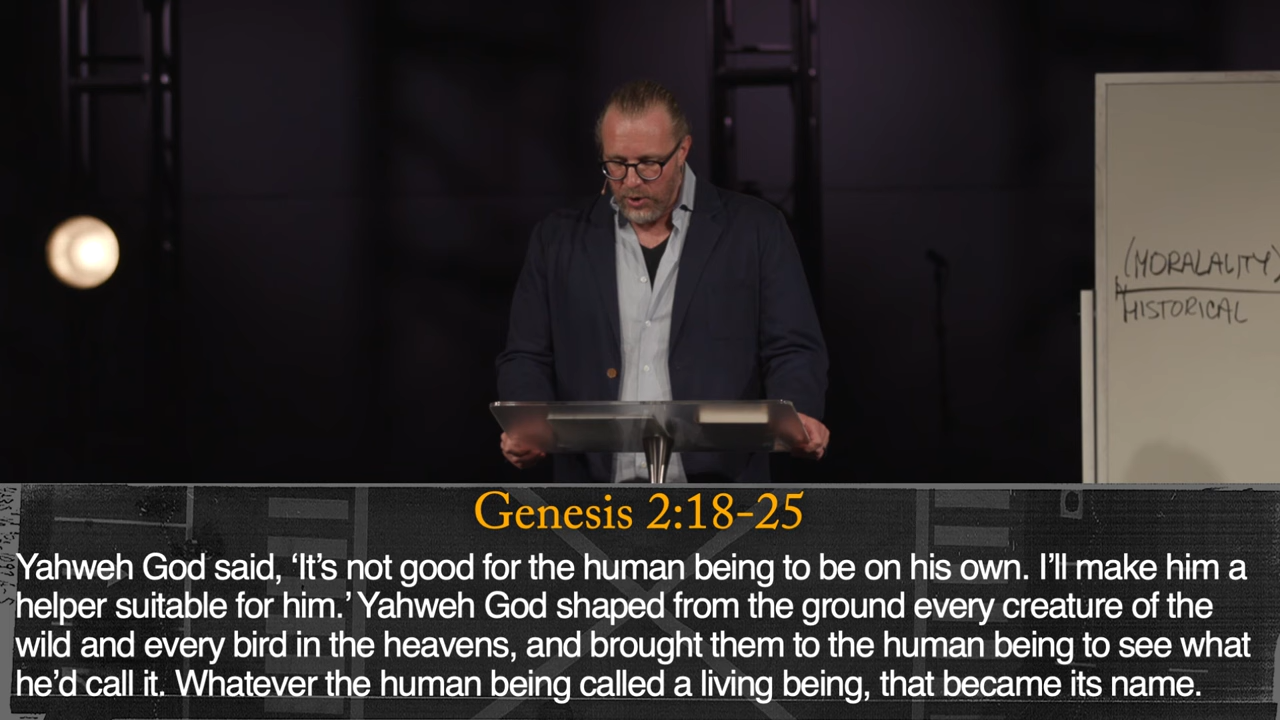 (MORALALITY)
HISTORICAL
Genesis 2:18-25
Yahweh God said, ‘It’s not good for the human being to be on his own. I’ll make him a
helper suitable for him.’ Yahweh God shaped from the ground every creature of the
wild and every bird in the heavens, and brought them to the human being to see what
he’d call it. Whatever the human being called a living being, that became its name.